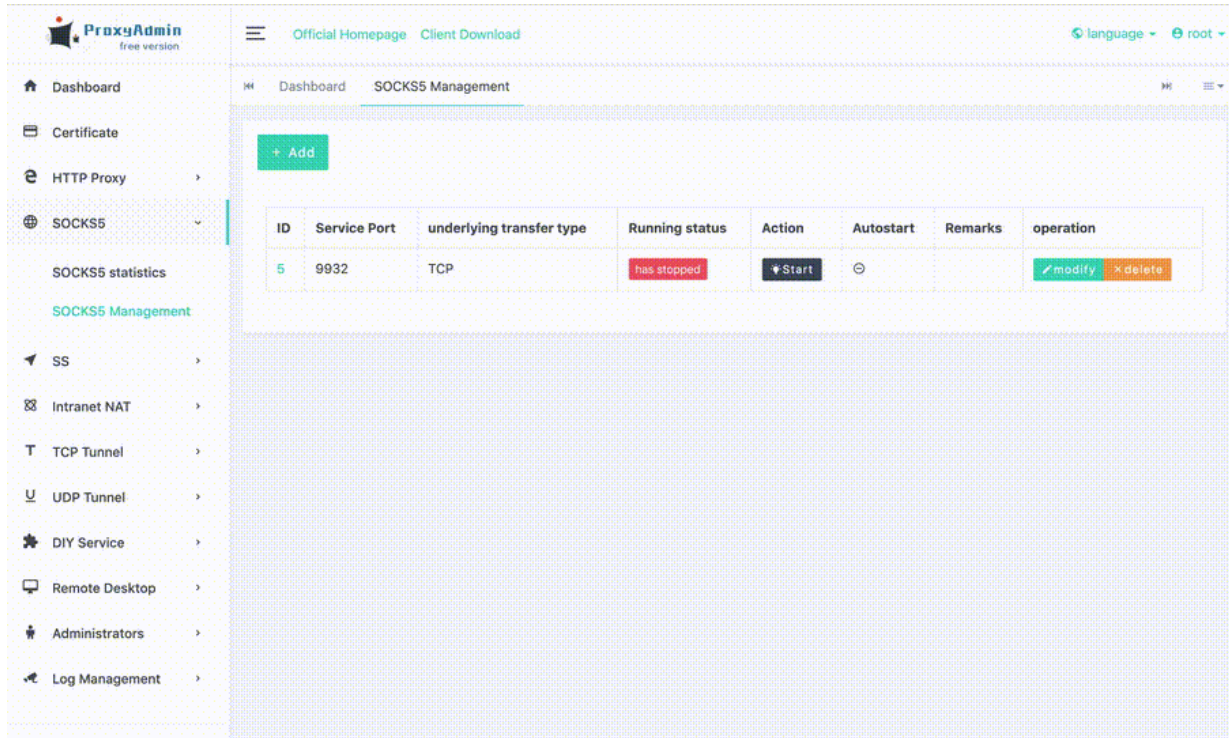 ProxyAdmin
free version
Official Homepage Client Download
language root
Dashboard
Certificate
HTTP Proxy
SOCKS5
SOCKS5 statistics
SOCKS5 Management
SS
Intranet NAT
TCP Tunnel
UDP Tunnel
DIY Service
Remote Desktop
Administrators
Log Management
Dashboard SOCKS5 Management
+ Add
ID Service Port underlying transfer type Running status Action Autostart Remarks operation
5 9932 TCP has stopped Start modify delete